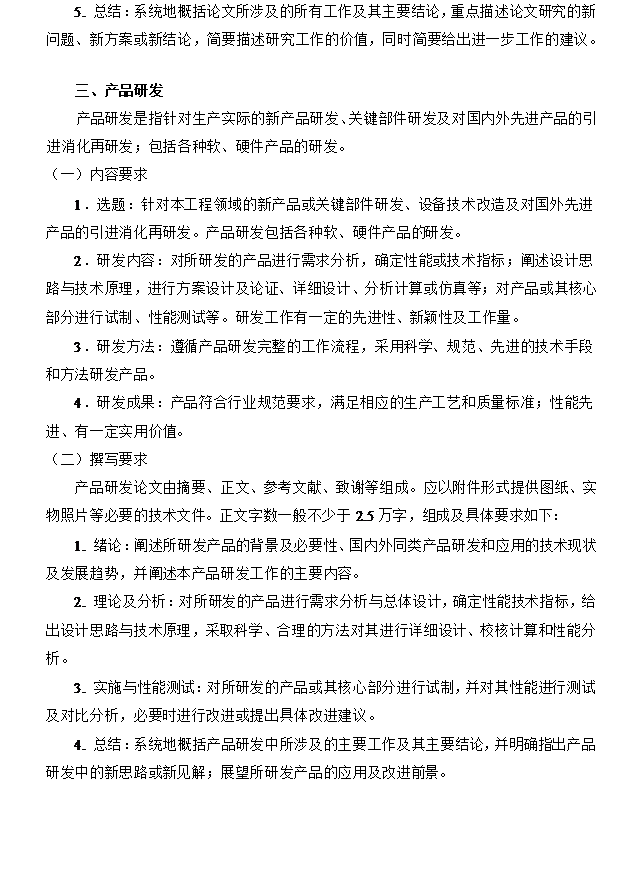 5. 总结：系统地概括论文所涉及的所有工作及其主要结论，重点描述论文研究的新
问题、新方案或新结论，简要描述研究工作的价值，同时简要给出进一步工作的建议。
三、产品研发
产品研发是指针对生产实际的新产品研发、关键部件研发及对国内外先进产品的引
进消化再研发；包括各种软、硬件产品的研发。
（一）内容要求
1．选题：针对本工程领域的新产品或关键部件研发、设备技术改造及对国外先进
产品的引进消化再研发。产品研发包括各种软、硬件产品的研发。
2．研发内容：对所研发的产品进行需求分析，确定性能或技术指标；阐述设计思
路与技术原理，进行方案设计及论证、详细设计、分析计算或仿真等；对产品或其核心
部分进行试制、性能测试等。研发工作有一定的先进性、新颖性及工作量。
3．研发方法：遵循产品研发完整的工作流程，采用科学、规范、先进的技术手段
和方法研发产品。
4．研发成果：产品符合行业规范要求，满足相应的生产工艺和质量标准；性能先
进、有一定实用价值。
（二）撰写要求
产品研发论文由摘要、正文、参考文献、致谢等组成。应以附件形式提供图纸、实
物照片等必要的技术文件。正文字数一般不少于 2.5 万字，组成及具体要求如下：
1. 绪论：阐述所研发产品的背景及必要性、国内外同类产品研发和应用的技术现状
及发展趋势，并阐述本产品研发工作的主要内容。
2. 理论及分析：对所研发的产品进行需求分析与总体设计，确定性能技术指标，给
出设计思路与技术原理，采取科学、合理的方法对其进行详细设计、校核计算和性能分
析。
3. 实施与性能测试：对所研发的产品或其核心部分进行试制，并对其性能进行测试
及对比分析，必要时进行改进或提出具体改进建议。
4. 总结：系统地概括产品研发中所涉及的主要工作及其主要结论，并明确指出产品
研发中的新思路或新见解；展望所研发产品的应用及改进前景。